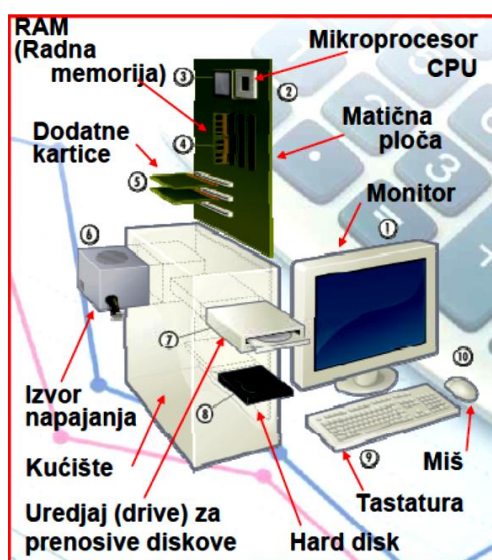 RAM
(Radna
memorija)
Mikroprocesor
CPU
③
②
Matična
ploča
Dodatne
kartice
④
⑤
Monitor
⑥
①
⑦
⑩
Izvor
napajanja
⑧
Kućište
⑨
Miš
Tastatura
Uredjaj (drive) za
prenosive diskove
Hard disk